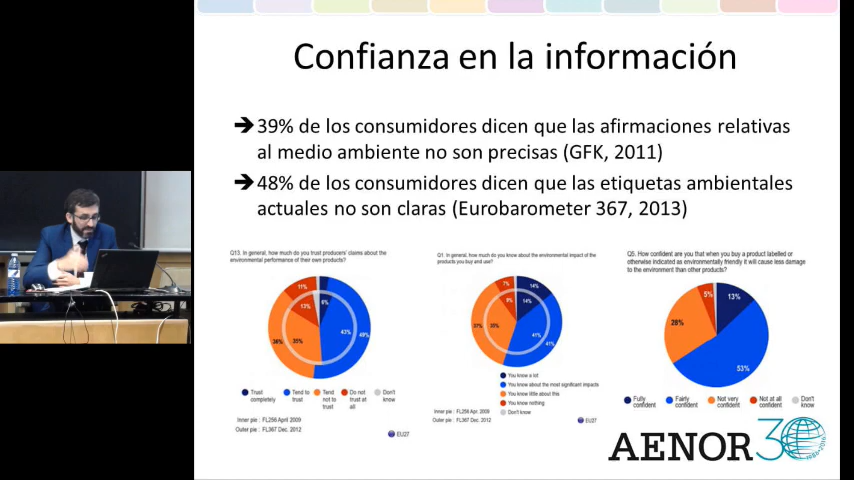 Confianza en la información
➔39% de los consumidores dicen que las afirmaciones relativas
al medio ambiente no son precisas (GFK, 2011)
➔48% de los consumidores dicen que las etiquetas ambientales
actuales no son claras (Eurobarometer 367, 2013)
Q13. In general, how much do you trust producers' claims about the
environmental performance of their own products?
11%
6%
13%
43%
49%
36%
35%
Trust completely
Tend to trust
Tend not to trust
Do not trust at all
Don't know
Inner pie : FL256 April 2009
Outer pie : FL367 Dec. 2012
EU27
Q1. In general, how much do you know about the environmental impact of the
products you buy and use?
7%
14%
9%
14%
37%
35%
41%
41%
You know a lot
You know about the most significant impacts
You know little about this
You know nothing
Don't know
Inner pie : FL256 Apr. 2009
Outer pie : FL367 Dec. 2012
EU27
Q5. How confident are you that when you buy a product labelled or
otherwise indicated as environmentally friendly it will cause less damage
to the environment than other products?
5%
13%
28%
53%
Fully confident
Fairly confident
Not very confident
Not at all confident
Don't know
AENOR 30
1986-2016